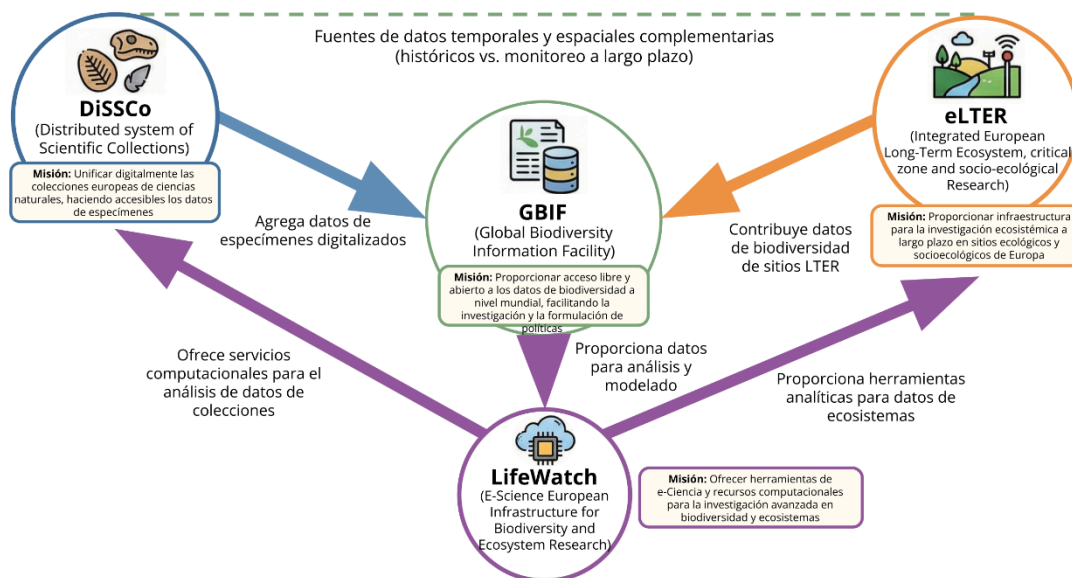 Fuentes de datos temporales y espaciales complementarias
(históricos vs. monitoreo a largo plazo)
DiSSCo
(Distributed system of
Scientific Collections)
Misión: Unificar digitalmente las
colecciones europeas de ciencias
naturales, haciendo accesibles los datos
de especímenes
eLTER
(Integrated European
Long-Term Ecosystem, critical
zone and socio-ecological
Research)
Misión: Proporcionar infraestructura
para la investigación ecosistémica a
largo plazo en sitios ecológicos y
socioecológicos de Europa
Agrega datos de
especímenes digitalizados
GBIF
(Global Biodiversity
Information Facility)
Misión: Proporcionar acceso libre y
abierto a los datos de biodiversidad a
nivel mundial, facilitando la
investigación y la formulación de
políticas
Contribuye datos
de biodiversidad
de sitios LTER
Ofrece servicios
computacionales para el
análisis de datos de
colecciones
Proporciona datos
para análisis y
modelado
Proporciona herramientas
analíticas para datos de
ecosistemas
LifeWatch
(E-Science European
Infrastructure for
Biodiversity and
Ecosystem Research)
Misión: Ofrecer herramientas de
e-Ciencia y recursos computacionales
para la investigación avanzada en
biodiversidad y ecosistemas